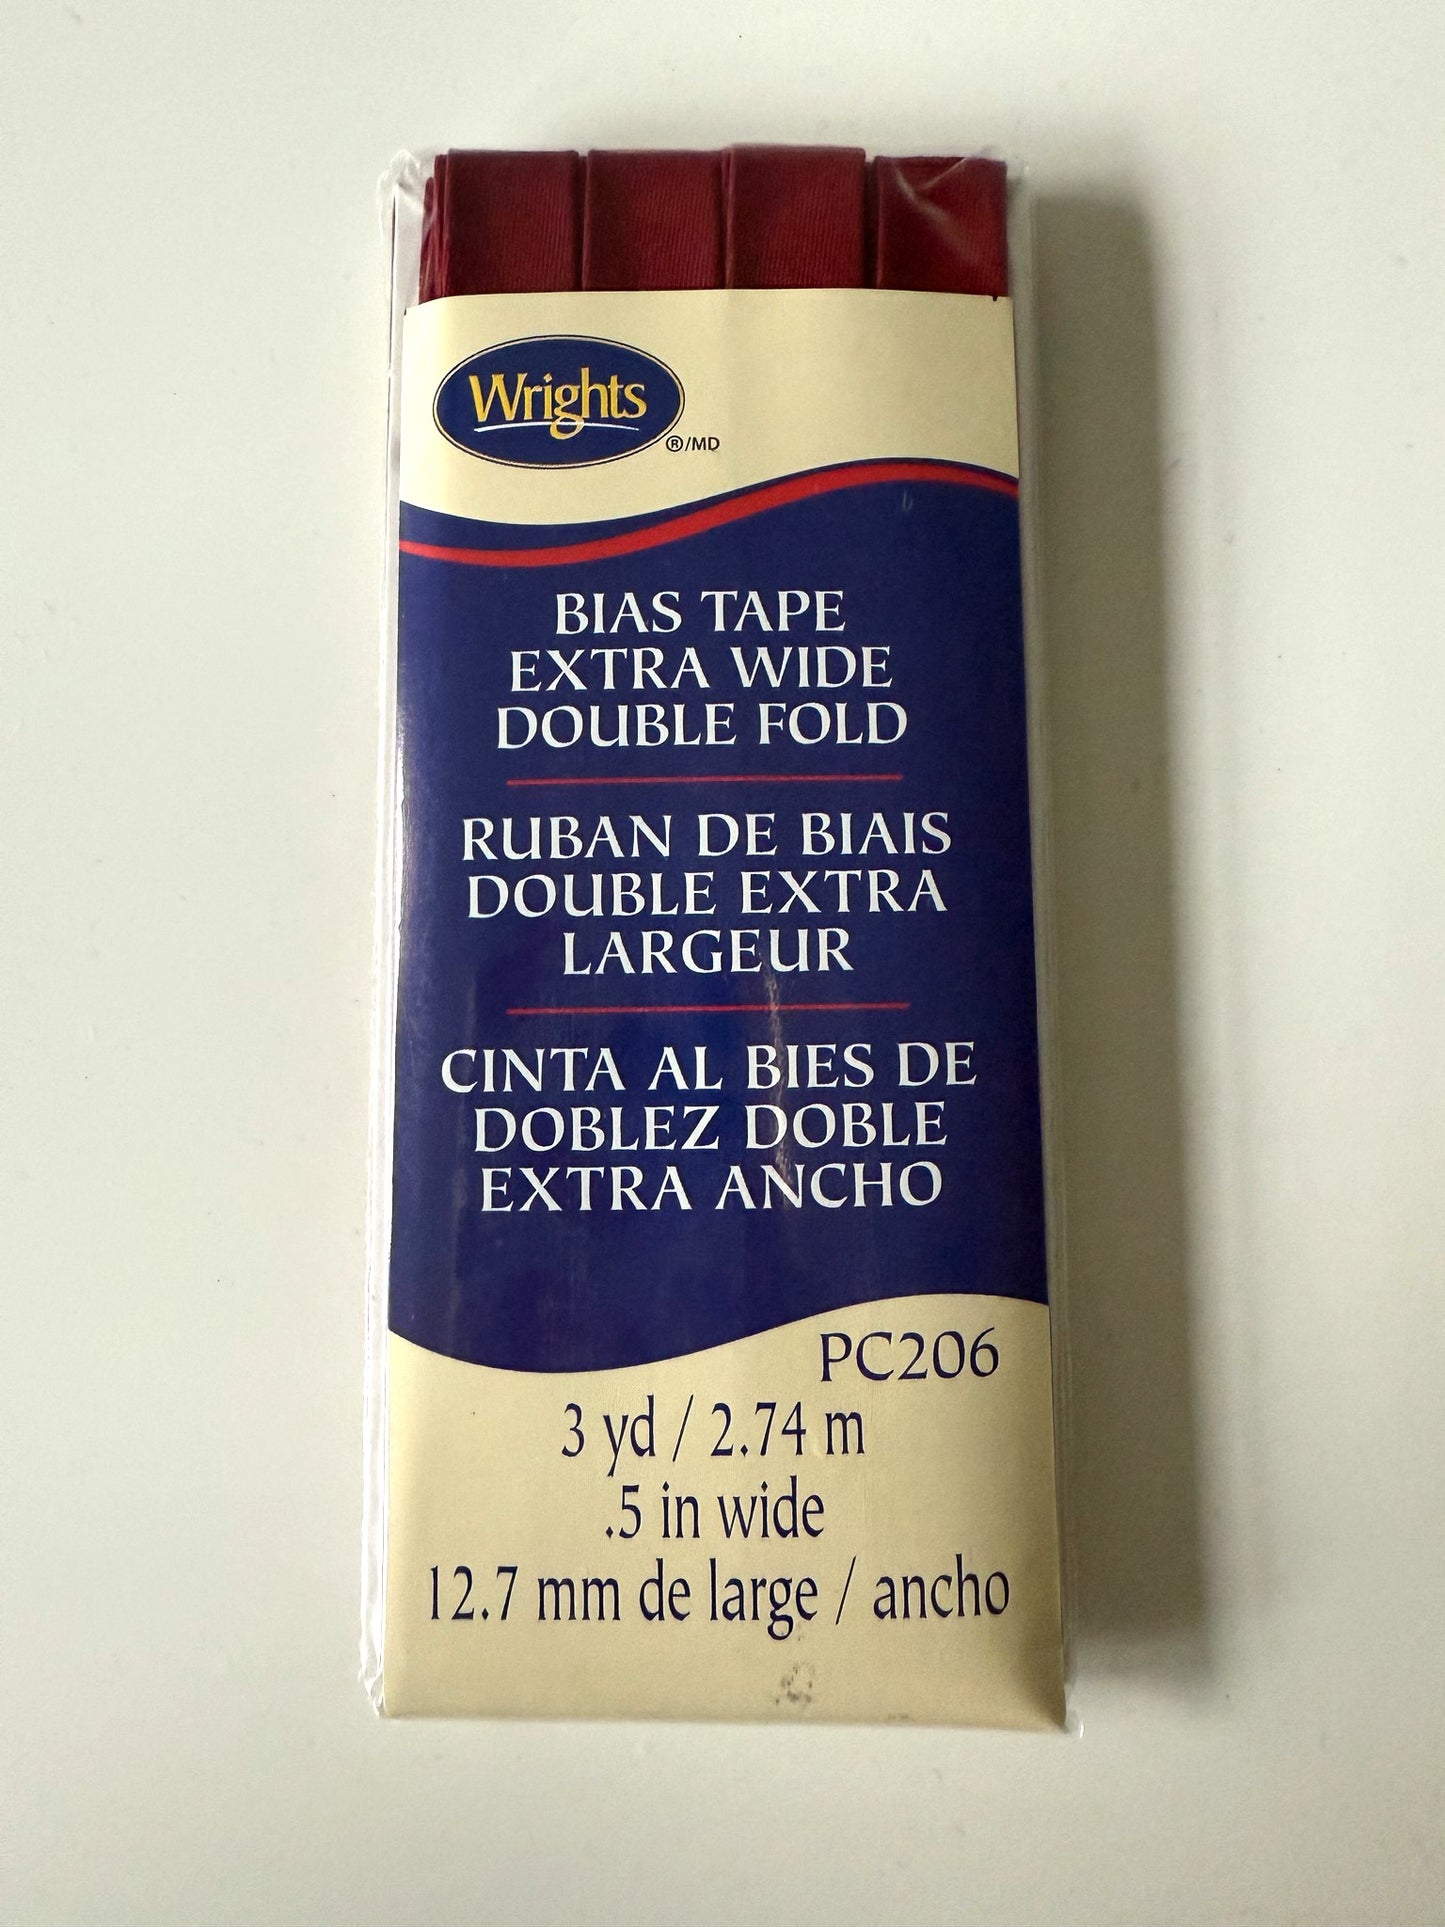 Wrights
®/MD
BIAS TAPE
EXTRA WIDE
DOUBLE FOLD
RUBAN DE BIAIS
DOUBLE EXTRA
LARGEUR
CINTA AL BIES DE
DOBLEZ DOBLE
EXTRA ANCHO
PC206
3 yd / 2.74 m
.5 in wide
12.7 mm de large / ancho